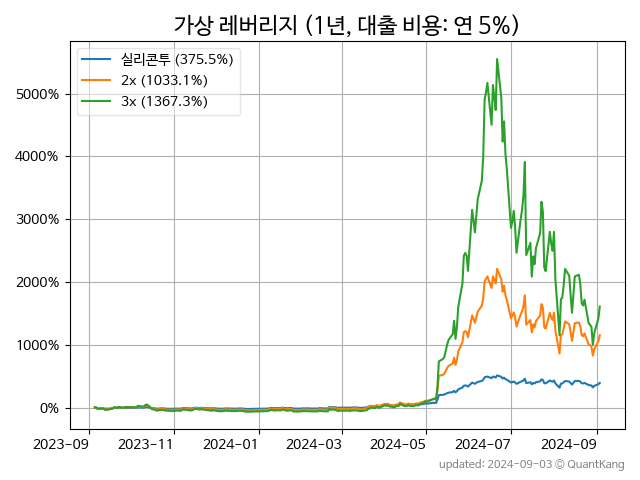 가상 레버리지 (1년, 대출 비용: 연 5%)
실리콘투 (375.5%)
2x (1033.1%)
3x (1367.3%)
5000%
4000%
3000%
2000%
1000%
0%
2023-09 2023-11 2024-01 2024-03 2024-05 2024-07 2024-09
updated: 2024-09-03 © QuantKang